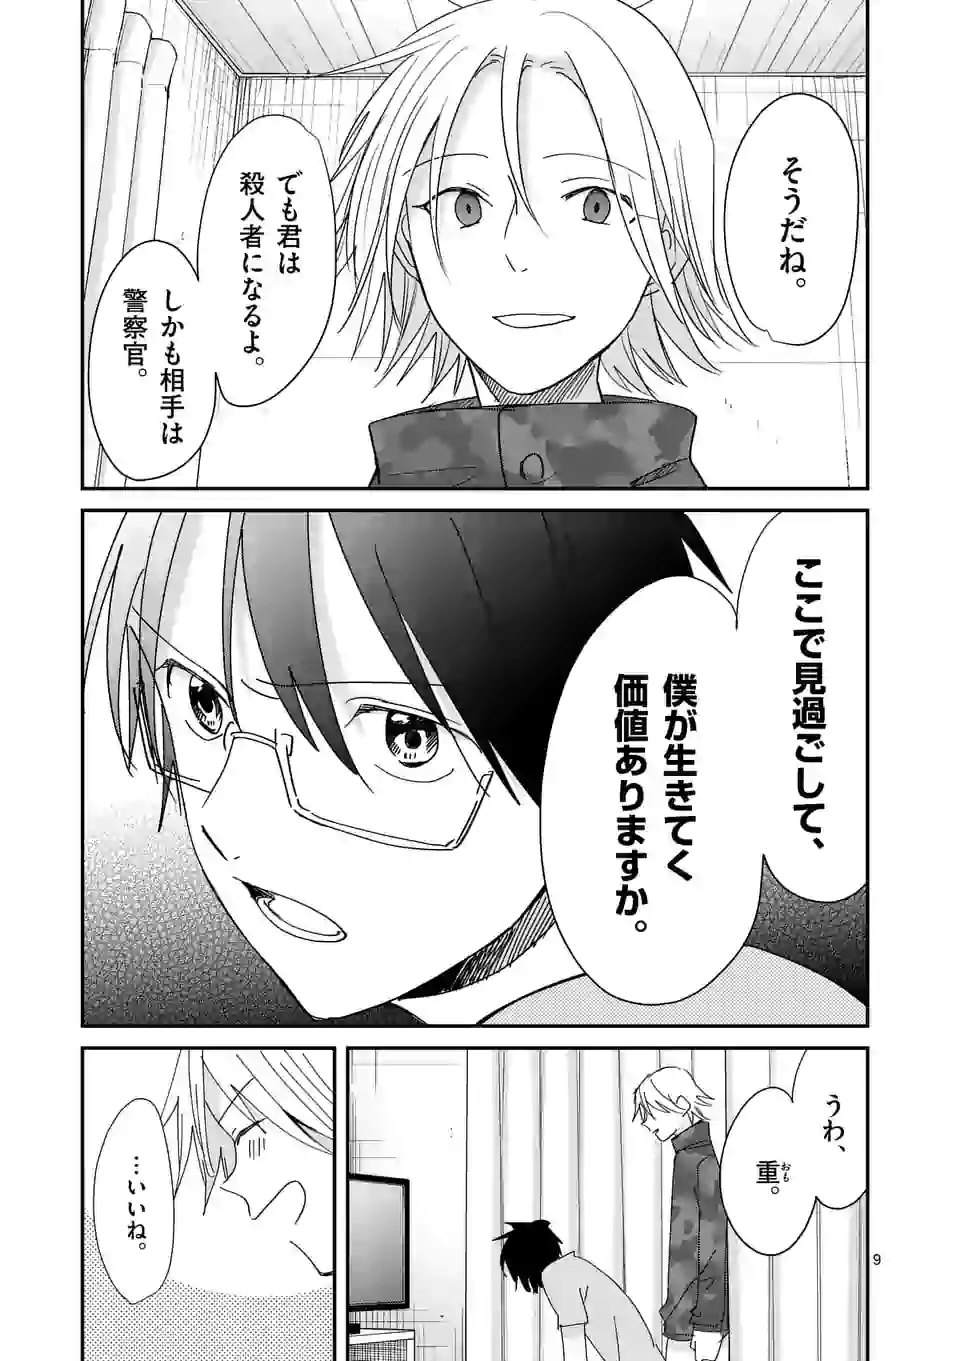 そうだね。
でも君は
殺人者になるよ。
しかも相手は
警察官。
ここで見過ごして、
僕が生きてく
価値ありますか。
うわ、
重。
おも
…いいね。
9